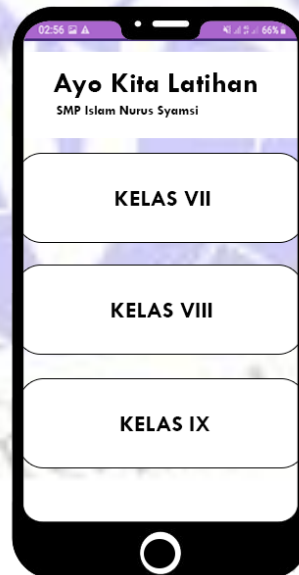 02:56 66%
Ayo Kita Latihan
SMP Islam Nurus Syamsi
KELAS VII
KELAS VIII
KELAS IX